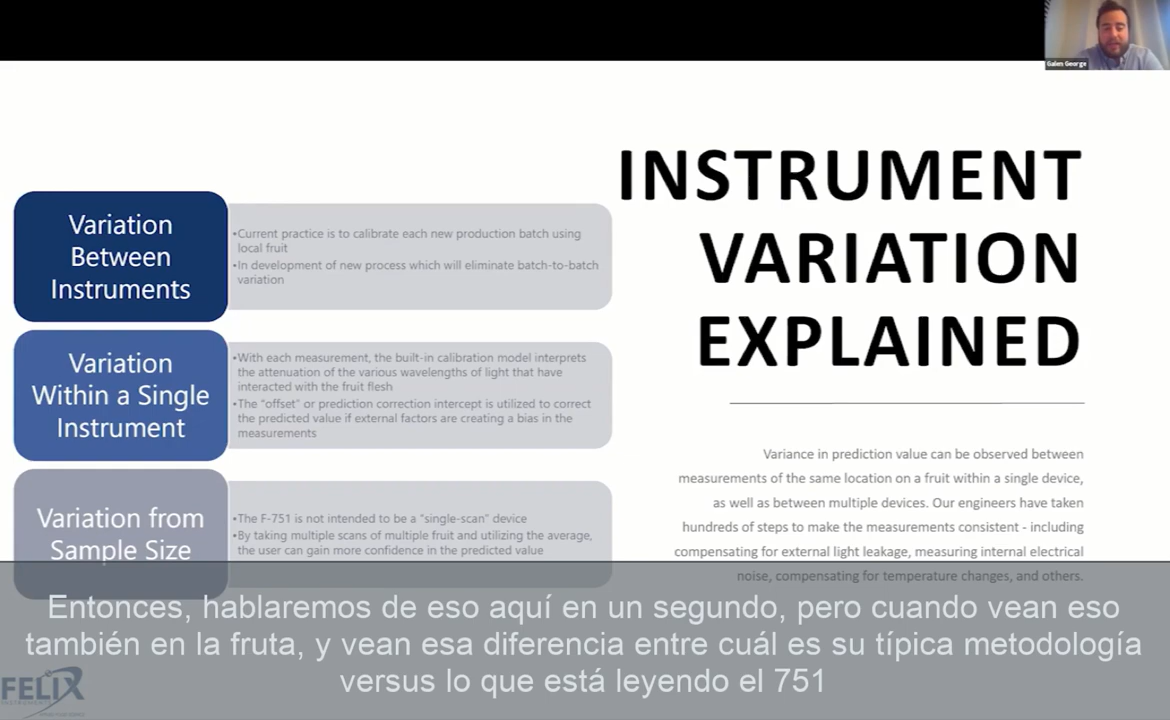 Galen George
INSTRUMENT
VARIATION
EXPLAINED
Variation
Between
Instruments
•Current practice is to calibrate each new production batch using
local fruit
•In development of new process which will eliminate batch-to-batch
variation
Variation
Within a Single
Instrument
•With each measurement, the built-in calibration model interprets
the attenuation of the various wavelengths of light that have
interacted with the fruit flesh
•The "offset" or prediction correction intercept is utilized to correct
the predicted value if external factors are creating a bias in the
measurements
Variation from
Sample Size
•The F-751 is not intended to be a "single-scan" device
•By taking multiple scans of multiple fruit and utilizing the average,
the user can gain more confidence in the predicted value
Variance in prediction value can be observed between
measurements of the same location on a fruit within a single device,
as well as between multiple devices. Our engineers have taken
hundreds of steps to make the measurements consistent - including
compensating for external light leakage, measuring internal electrical
noise, compensating for temperature changes, and others.
Entonces, hablaremos de eso aquí en un segundo, pero cuando vean eso
también en la fruta, y vean esa diferencia entre cuál es su típica metodología
versus lo que está leyendo el 751
FELIX
INSTRUMENTS